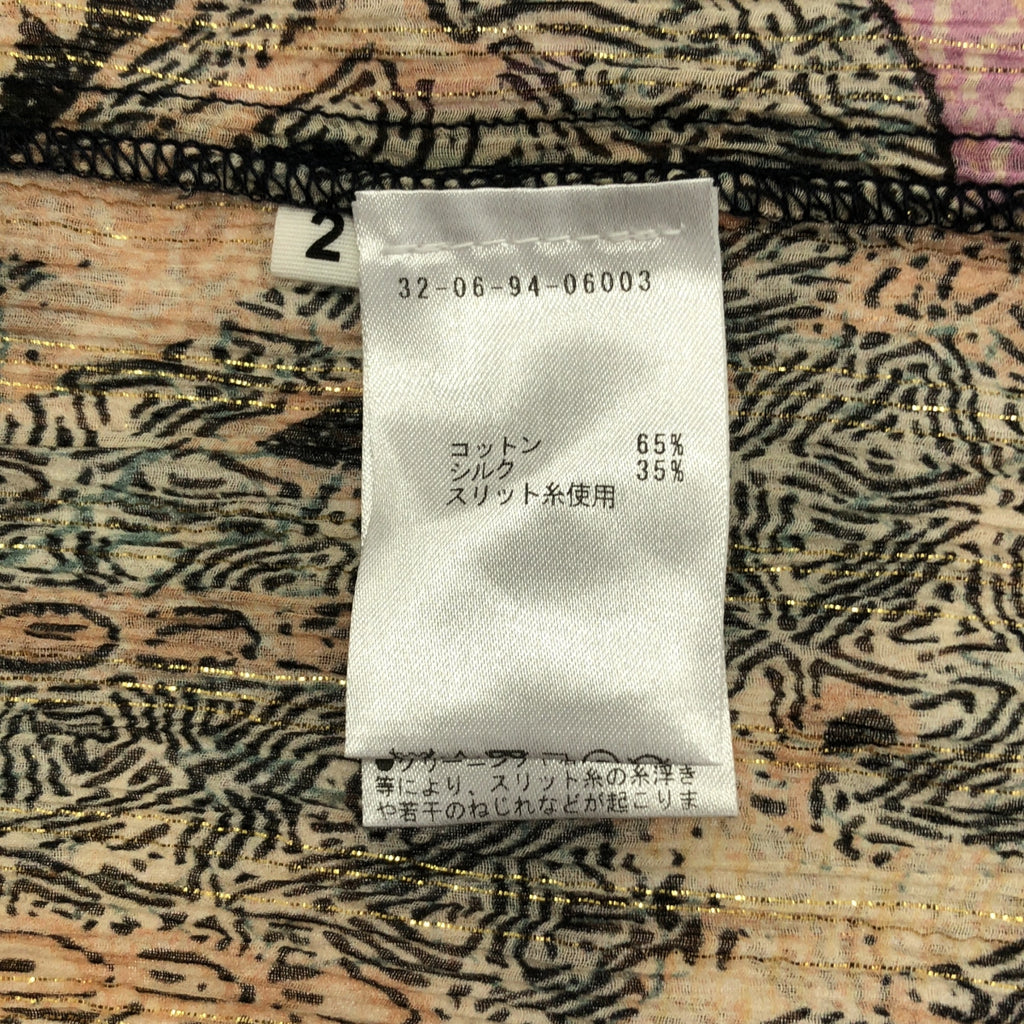 2
32-06-94-06003
コットン 65%
シルク 35%
スリット糸使用
等により、スリット糸の糸浮き
や若干のねじれなどが起こりま